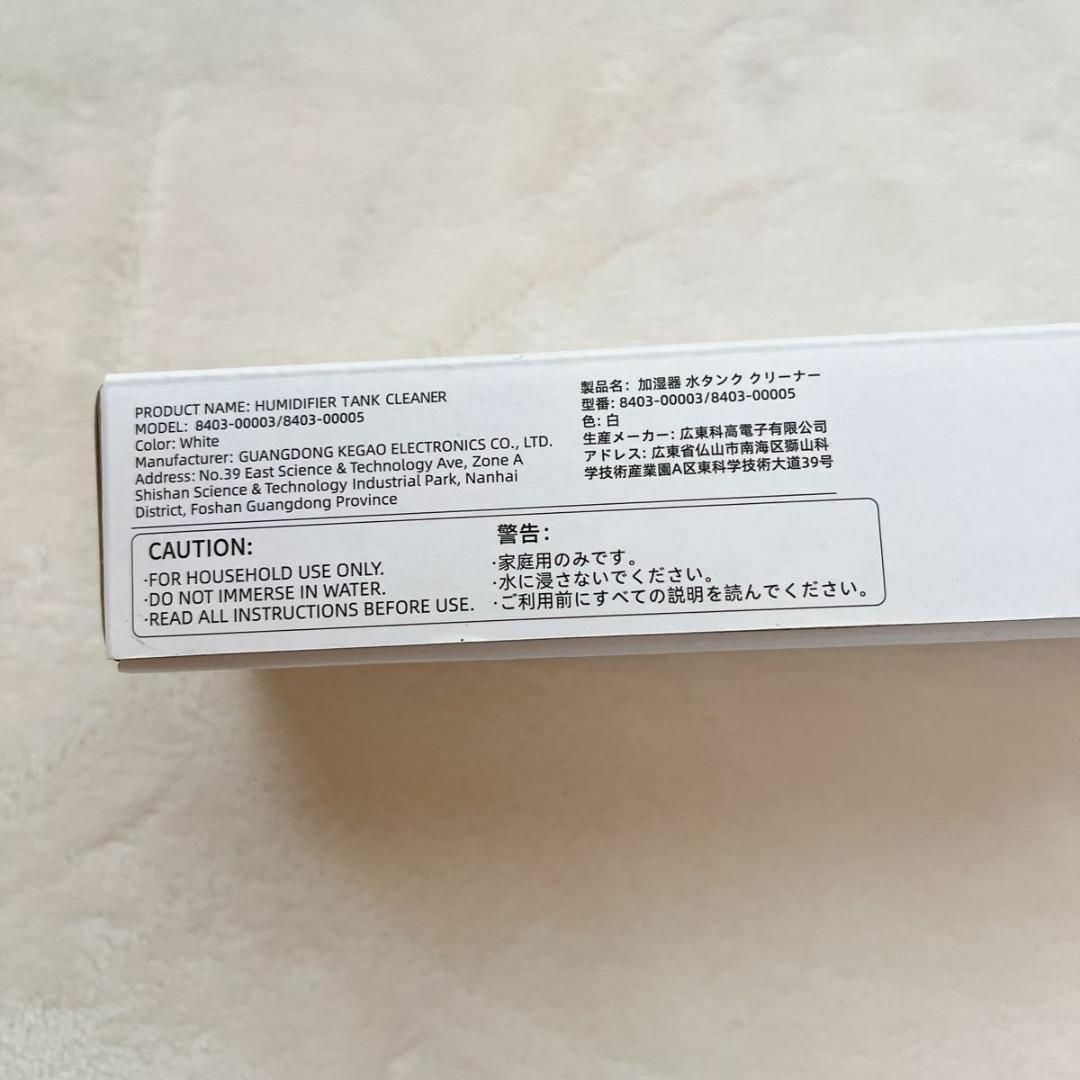 PRODUCT NAME: HUMIDIFIER TANK CLEANER
MODEL: 8403-00003/8403-00005
Color: White
Manufacturer: GUANGDONG KEGAO ELECTRONICS CO., LTD.
Address: No.39 East Science & Technology Ave, Zone A
Shishan Science & Technology Industrial Park, Nanhai
District, Foshan Guangdong Province
製品名: 加湿器 水タンク クリーナー
型番: 8403-00003/8403-00005
色: 白
生産メーカー: 広東科高電子有限公司
アドレス: 広東省仏山市南海区獅山科
学技術産業園A区東科学技術大道39号
CAUTION:
·FOR HOUSEHOLD USE ONLY.
·DO NOT IMMERSE IN WATER.
·READ ALL INSTRUCTIONS BEFORE USE.
警告:
·家庭用のみです。
·水に浸さないでください。
·ご利用前にすべての説明を読んでください。